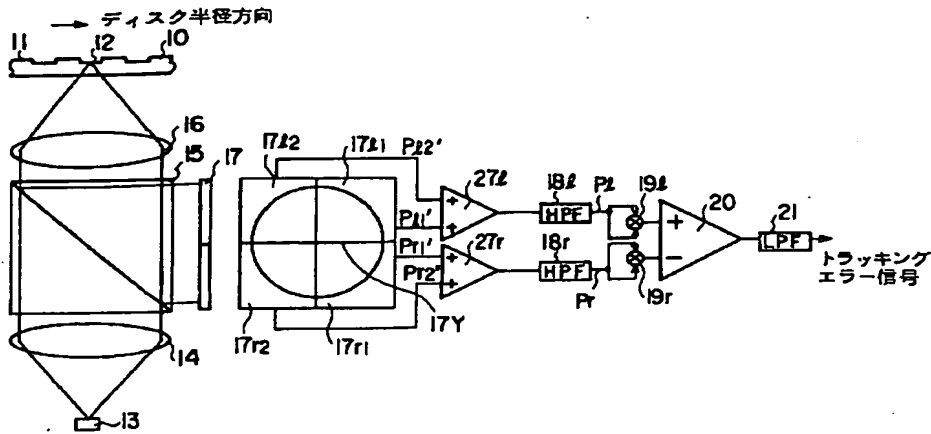 → ディスク半径方向
11
12
10
16
15
17
17ℓ2
17ℓ1
Pℓ2'
Pℓ1'
Pr1'
Pr2'
27ℓ
27r
18ℓ
HPF
Pℓ
19ℓ
20
21
LPF
18r
HPF
Pr
19r
トラッキング
エラー信号
17Y
17r2
17r1
14
13
+
+
+
+
+
−